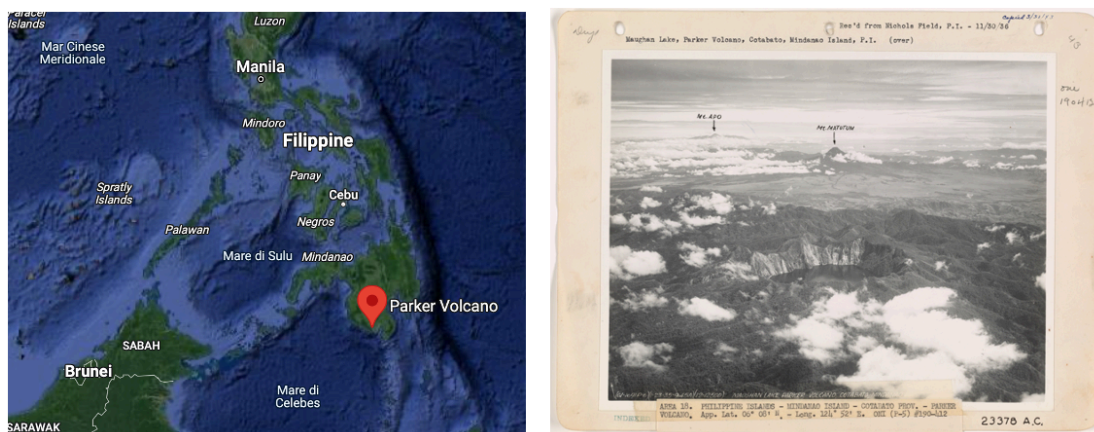 Paracel
Islands
Luzon
Mar Cinese
Meridionale
Manila
Mindoro
Filippine
Spratly
Islands
Panay
Cebu
Palawan
Negros
Mare di Sulu
Mindanao
Parker Volcano
SABAH
Brunei
Mare di
Celebes
SARAWAK
Rec'd from Nichols Field, P.I. - 11/30/36
Maughan Lake, Parker Volcano, Cotabato, Mindanao Island, P.I. (over)
Mt. APO
Mt. MATUTUM
AREA 18. PHILIPPINE ISLANDS - MINDANAO ISLAND - COTABATO PROV. - PARKER
VOLCANO. App. Lat. 06° 08' N. - Long. 124° 52' E.
23378 A.C.